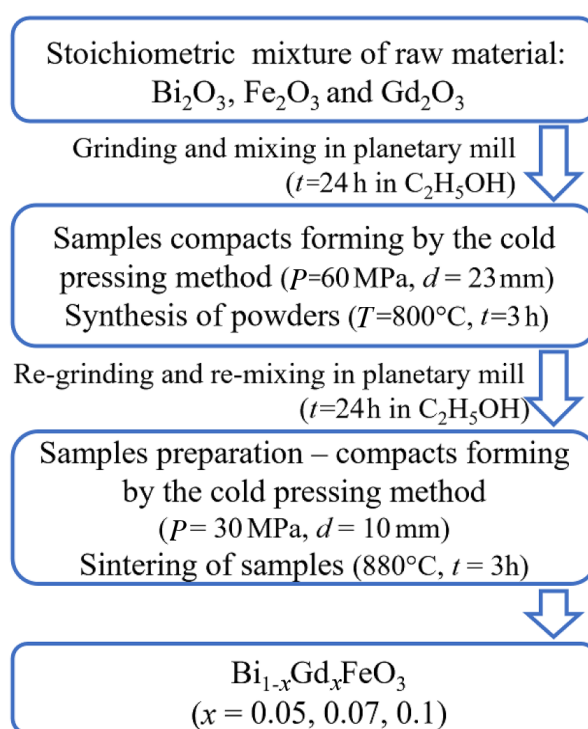 Stoichiometric mixture of raw material:
Bi₂O₃, Fe₂O₃ and Gd₂O₃
Grinding and mixing in planetary mill
(t=24 h in C₂H₅OH)
Samples compacts forming by the cold
pressing method (P=60 MPa, d = 23 mm)
Synthesis of powders (T=800°C, t=3 h)
Re-grinding and re-mixing in planetary mill
(t=24h in C₂H₅OH)
Samples preparation – compacts forming
by the cold pressing method
(P= 30 MPa, d = 10 mm)
Sintering of samples (880°C, t = 3h)
Bi₁₋ₓGdₓFeO₃
(x = 0.05, 0.07, 0.1)